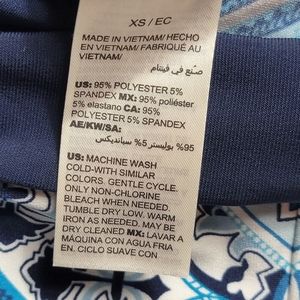 XS / EC
MADE IN VIETNAM/ HECHO
EN VIETNAM/ FABRIQUÉ AU
VIETNAM/
صنع في فيتنام
US: 95% POLYESTER 5%
SPANDEX MX: 95% poliéster
5% elastano CA: 95%
POLYESTER 5% SPANDEX
AE/KW/SA:
95% بوليستر 5% سبانديكس
US: MACHINE WASH
COLD-WITH SIMILAR
COLORS. GENTLE CYCLE.
ONLY NON-CHLORINE
BLEACH WHEN NEEDED.
TUMBLE DRY LOW. WARM
IRON AS NEEDED. MAY BE
DRY CLEANED MX: LAVAR A
MÁQUINA CON AGUA FRIA
EN. CICLO SUAVE CON